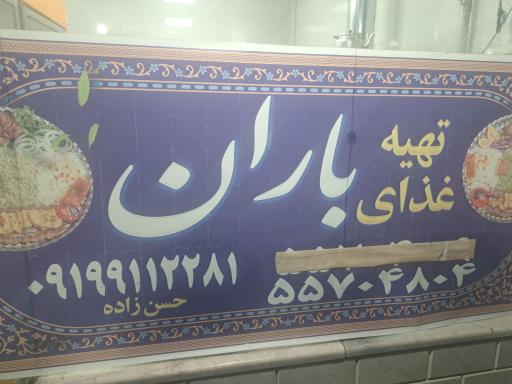 تهیه
غذای
باران
۵۵۷۰۴۸۰۴
۰۹۱۹۹۱۱۲۲۸۱
حسن زاده